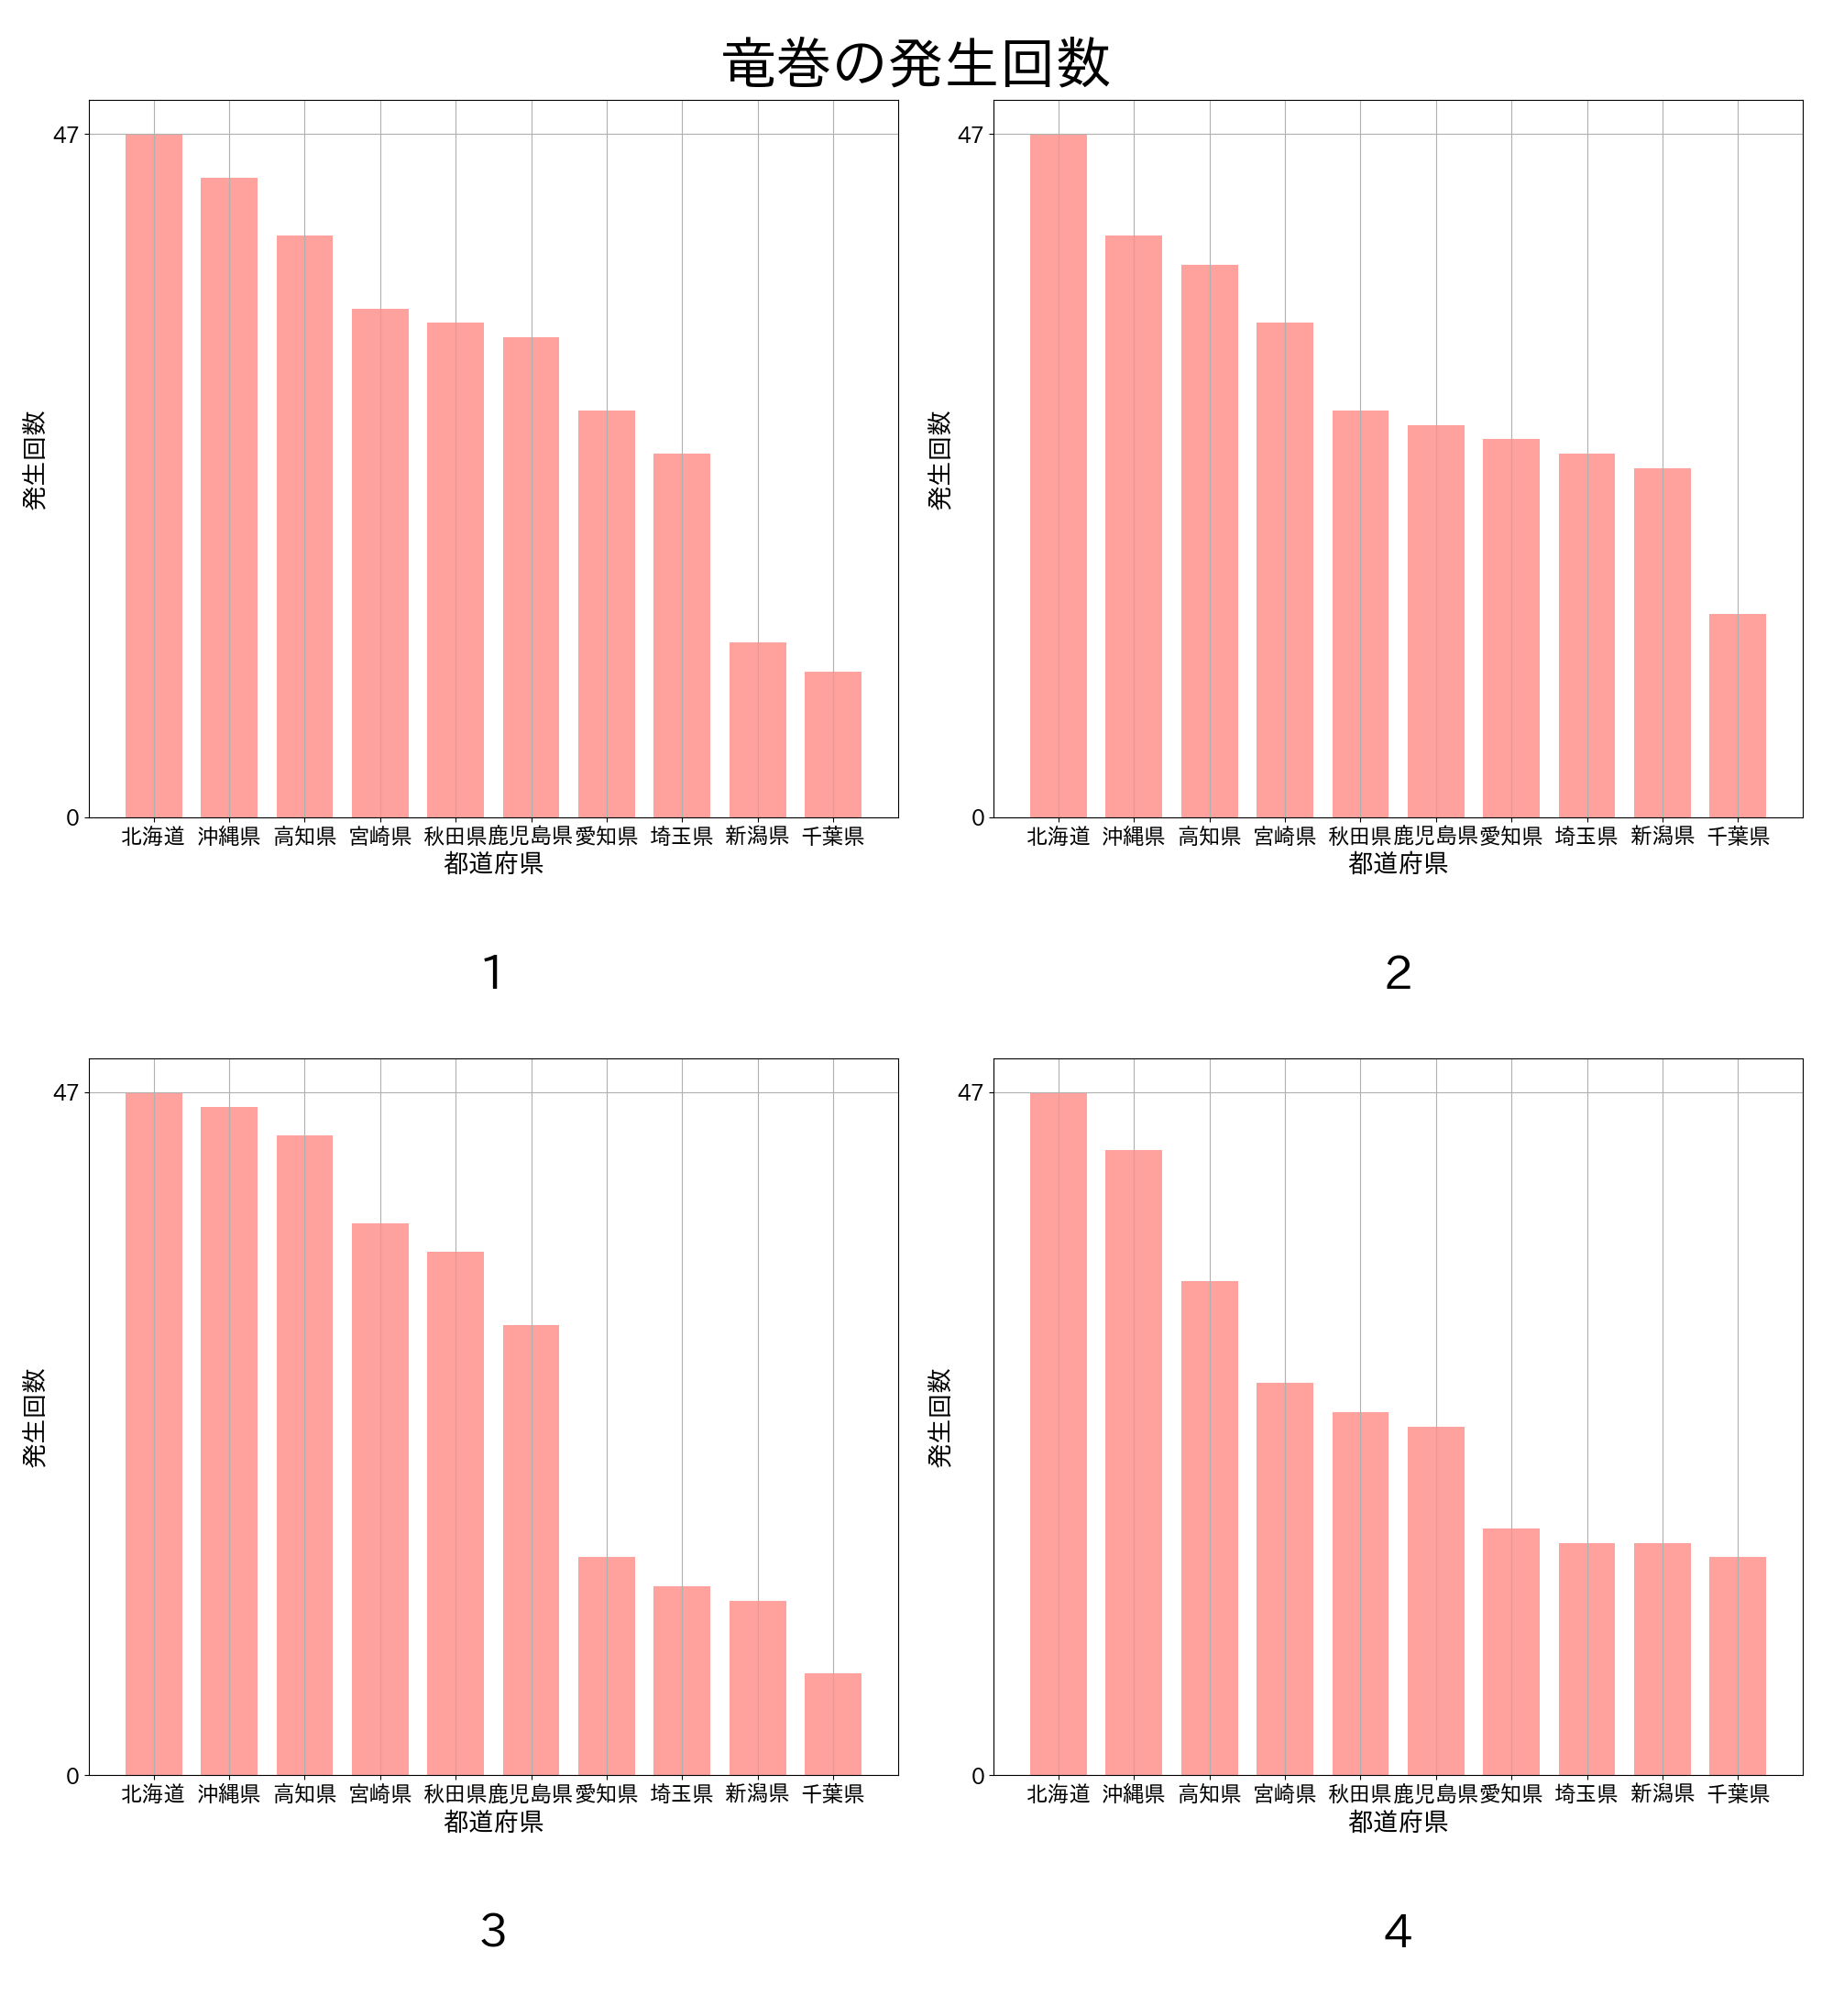 竜巻の発生回数
47
0
発生回数
北海道 沖縄県 高知県 宮崎県 秋田県 鹿児島県 愛知県 埼玉県 新潟県 千葉県
都道府県
1
47
0
発生回数
北海道 沖縄県 高知県 宮崎県 秋田県 鹿児島県 愛知県 埼玉県 新潟県 千葉県
都道府県
2
47
0
発生回数
北海道 沖縄県 高知県 宮崎県 秋田県 鹿児島県 愛知県 埼玉県 新潟県 千葉県
都道府県
3
47
0
発生回数
北海道 沖縄県 高知県 宮崎県 秋田県 鹿児島県 愛知県 埼玉県 新潟県 千葉県
都道府県
4